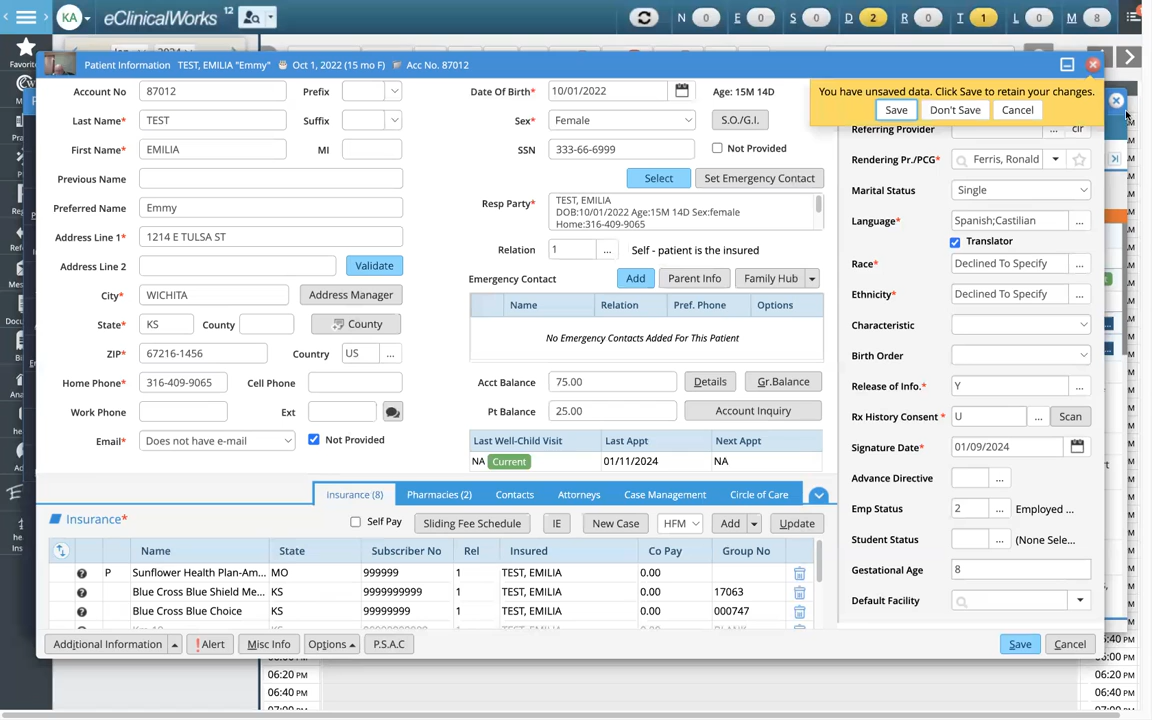 KA
eClinicalWorks 12
N 0 E 0 S 0 D 2 R 0 T 1 L 0 M 8
Patient Information TEST, EMILIA "Emmy" Oct 1, 2022 (15 mo F) Acc No. 87012
You have unsaved data. Click Save to retain your changes.
Save Don't Save Cancel
Account No 87012 Prefix
Last Name* TEST Suffix
First Name* EMILIA MI
Previous Name
Preferred Name Emmy
Address Line 1* 1214 E TULSA ST
Address Line 2 Validate
City* WICHITA Address Manager
State* KS County County
ZIP* 67216-1456 Country US ...
Home Phone* 316-409-9065 Cell Phone
Work Phone Ext
Email* Does not have e-mail Not Provided
Date Of Birth* 10/01/2022 Age: 15M 14D
Sex* Female S.O./G.I.
SSN 333-66-6999 Not Provided
Select Set Emergency Contact
Resp Party* TEST, EMILIA
DOB:10/01/2022 Age:15M 14D Sex:female
Home:316-409-9065
Relation 1 ... Self - patient is the insured
Emergency Contact Add Parent Info Family Hub
Name Relation Pref. Phone Options
No Emergency Contacts Added For This Patient
Acct Balance 75.00 Details Gr.Balance
Pt Balance 25.00 Account Inquiry
Last Well-Child Visit Last Appt Next Appt
NA Current 01/11/2024 NA
Referring Provider ... clr
Rendering Pr./PCG* Ferris, Ronald
Marital Status Single
Language* Spanish;Castilian ...
Translator
Race* Declined To Specify ...
Ethnicity* Declined To Specify ...
Characteristic
Birth Order
Release of Info.* Y ...
Rx History Consent * U ... Scan
Signature Date* 01/09/2024
Advance Directive ...
Emp Status 2 ... Employed ...
Student Status ... (None Sele...
Gestational Age 8
Default Facility
Insurance (8) Pharmacies (2) Contacts Attorneys Case Management Circle of Care
Insurance* Self Pay Sliding Fee Schedule IE New Case HFM Add Update
Name State Subscriber No Rel Insured Co Pay Group No
P Sunflower Health Plan-Am... MO 999999 1 TEST, EMILIA 0.00
Blue Cross Blue Shield Me... KS 9999999999 1 TEST, EMILIA 0.00 17063
Blue Cross Blue Choice KS 99999999 1 TEST, EMILIA 0.00 000747
Additional Information !Alert Misc Info Options P.S.A.C Save Cancel
06:20 PM 06:20 PM
06:40 PM 06:40 PM